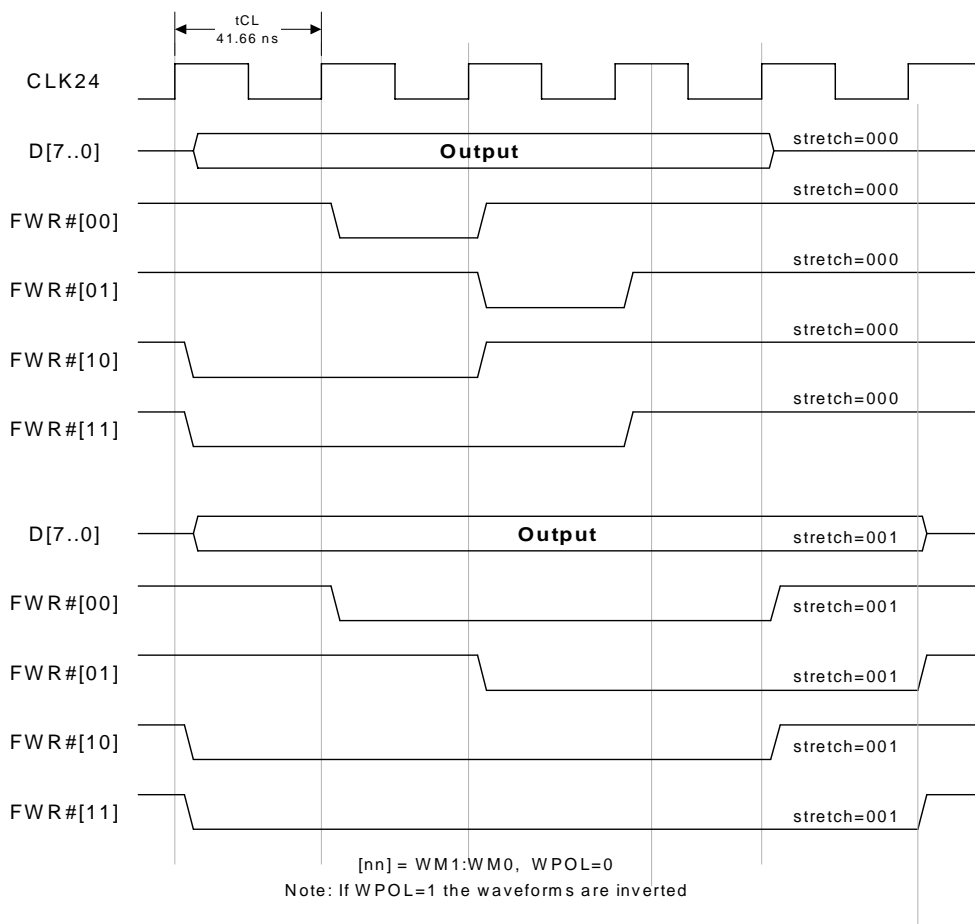 tCL
41.66 ns
CLK24
D[7..0] Output stretch=000
FWR#[00] stretch=000
FWR#[01] stretch=000
FWR#[10] stretch=000
FWR#[11] stretch=000
D[7..0] Output stretch=001
FWR#[00] stretch=001
FWR#[01] stretch=001
FWR#[10] stretch=001
FWR#[11] stretch=001
[nn] = WM1:WM0, WPOL=0
Note: If WPOL=1 the waveforms are inverted